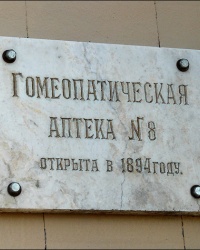 Гомеопатическая
аптека №8
открыта в 1894 году.